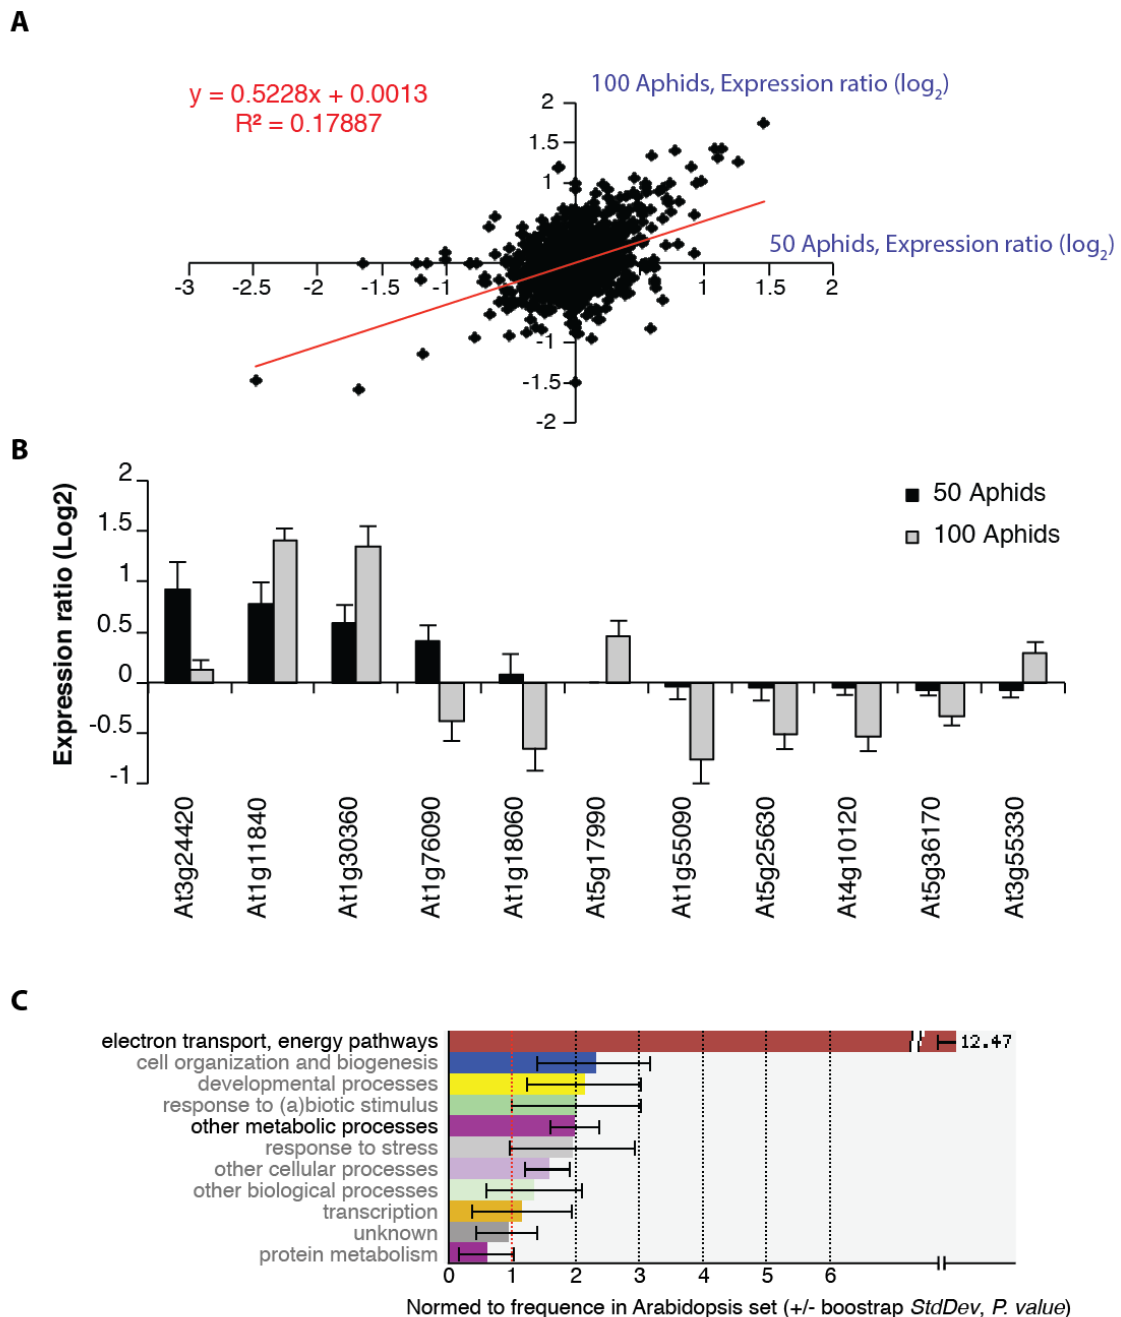 A
100 Aphids, Expression ratio (log2)
y = 0.5228x + 0.0013
R² = 0.17887
2
1.5
1
50 Aphids, Expression ratio (log2)
-3 -2.5 -2 -1.5 -1 1 1.5 2
-1
-1.5
-2
B
Expression ratio (Log2)
2
1.5
1
0.5
0
-0.5
-1
50 Aphids
100 Aphids
At3g24420
At1g11840
At1g30360
At1g76090
At1g18060
At5g17990
At1g55090
At5g25630
At4g10120
At5g36170
At3g55330
C
electron transport, energy pathways 12.47
cell organization and biogenesis
developmental processes
response to (a)biotic stimulus
other metabolic processes
response to stress
other cellular processes
other biological processes
transcription
unknown
protein metabolism
0 1 2 3 4 5 6
Normed to frequence in Arabidopsis set (+/- boostrap StdDev, P. value)